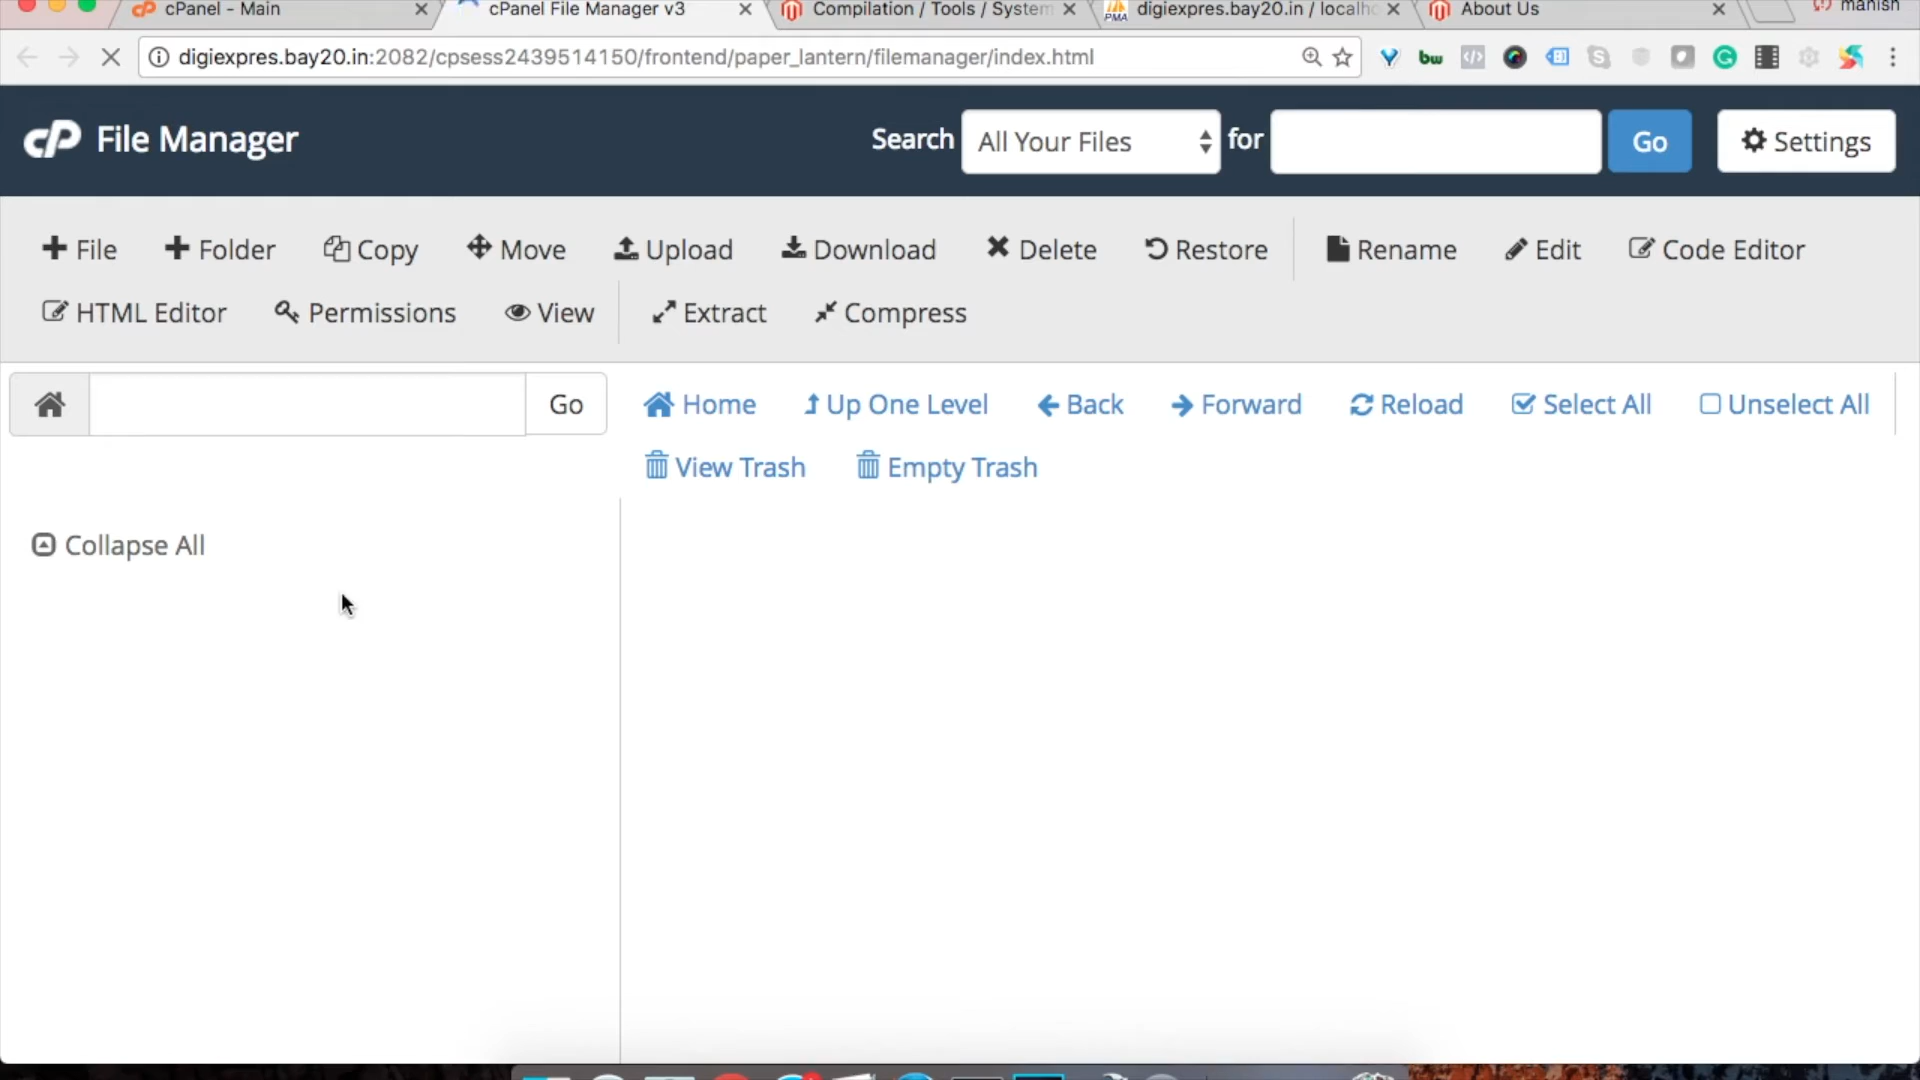 cPanel - Main
cPanel File Manager v3
Compilation / Tools / System
digiexpres.bay20.in / localho
About Us
manish
digiexpres.bay20.in:2082/cpsess2439514150/frontend/paper_lantern/filemanager/index.html
bw
cP File Manager
Search All Your Files for Go Settings
File Folder Copy Move Upload Download Delete Restore Rename Edit Code Editor
HTML Editor Permissions View Extract Compress
Go Home Up One Level Back Forward Reload Select All Unselect All
View Trash Empty Trash
Collapse All